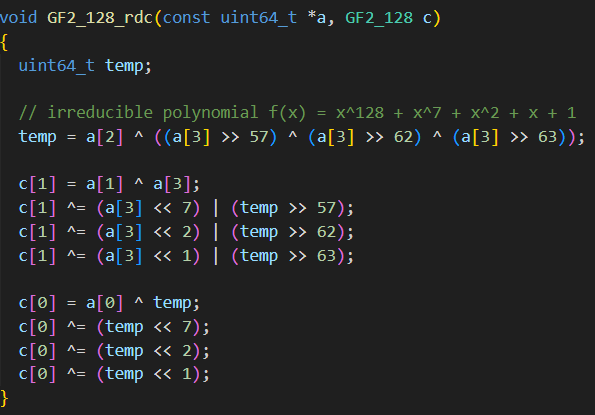 void GF2_128_rdc(const uint64_t *a, GF2_128 c)
{
  uint64_t temp;

  // irreducible polynomial f(x) = x^128 + x^7 + x^2 + x + 1
  temp = a[2] ^ ((a[3] >> 57) ^ (a[3] >> 62) ^ (a[3] >> 63));

  c[1] = a[1] ^ a[3];
  c[1] ^= (a[3] << 7) | (temp >> 57);
  c[1] ^= (a[3] << 2) | (temp >> 62);
  c[1] ^= (a[3] << 1) | (temp >> 63);

  c[0] = a[0] ^ temp;
  c[0] ^= (temp << 7);
  c[0] ^= (temp << 2);
  c[0] ^= (temp << 1);
}